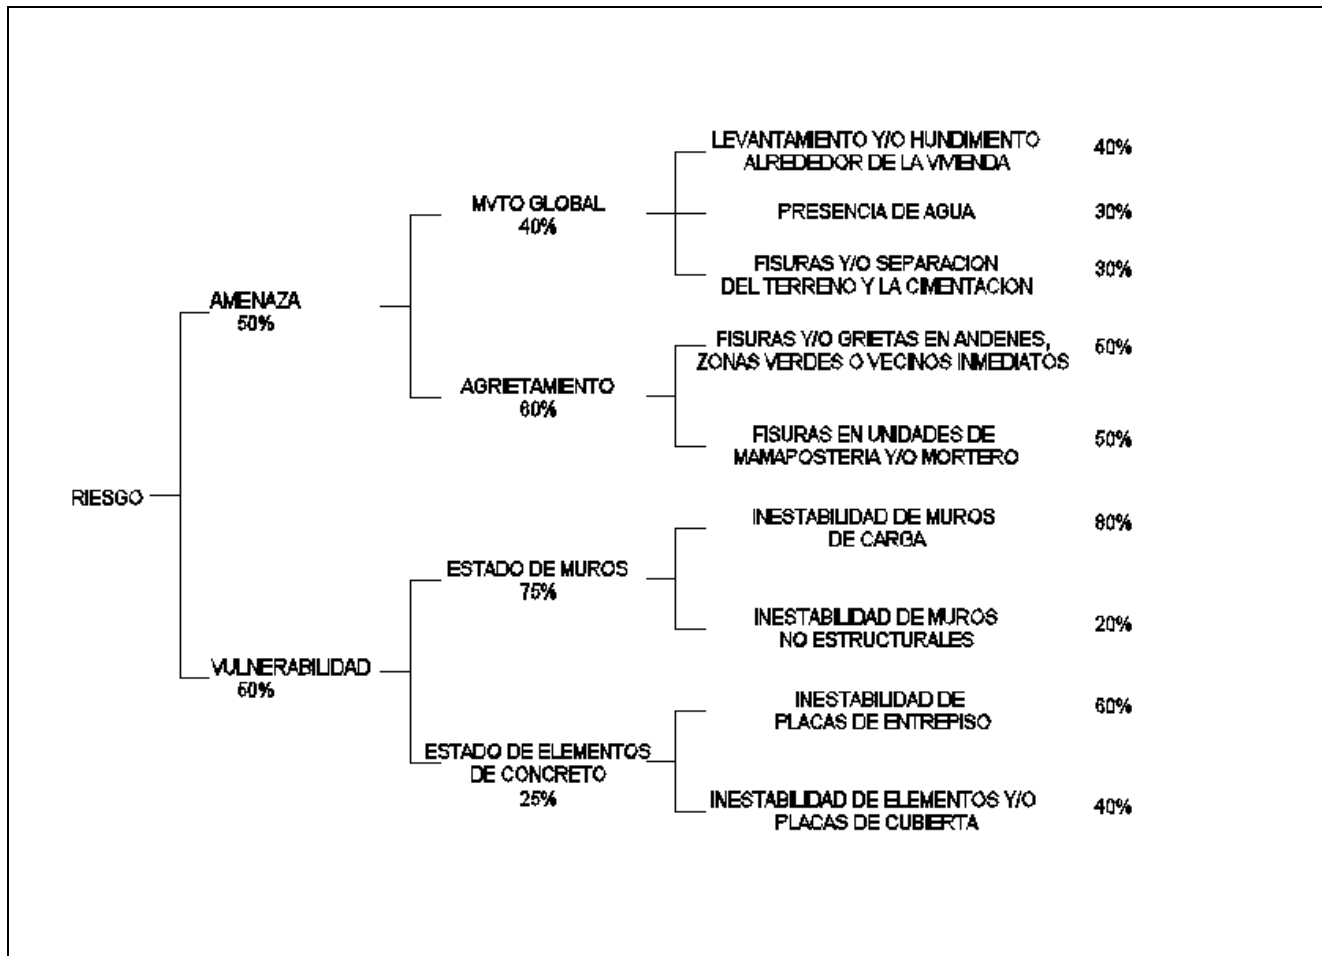 RIESGO
AMENAZA
50%
MVTO GLOBAL
40%
LEVANTAMIENTO Y/O HUNDIMIENTO
ALREDEDOR DE LA VIVIENDA
40%
PRESENCIA DE AGUA
30%
FISURAS Y/O SEPARACION
DEL TERRENO Y LA CIMENTACION
30%
AGRIETAMIENTO
60%
FISURAS Y/O GRIETAS EN ANDENES,
ZONAS VERDES O VECINOS INMEDIATOS
50%
FISURAS EN UNIDADES DE
MAMAPOSTERIA Y/O MORTERO
50%
VULNERABILIDAD
50%
ESTADO DE MUROS
75%
INESTABILIDAD DE MUROS
DE CARGA
80%
INESTABILIDAD DE MUROS
NO ESTRUCTURALES
20%
ESTADO DE ELEMENTOS
DE CONCRETO
25%
INESTABILIDAD DE
PLACAS DE ENTREPISO
60%
INESTABILIDAD DE ELEMENTOS Y/O
PLACAS DE CUBIERTA
40%